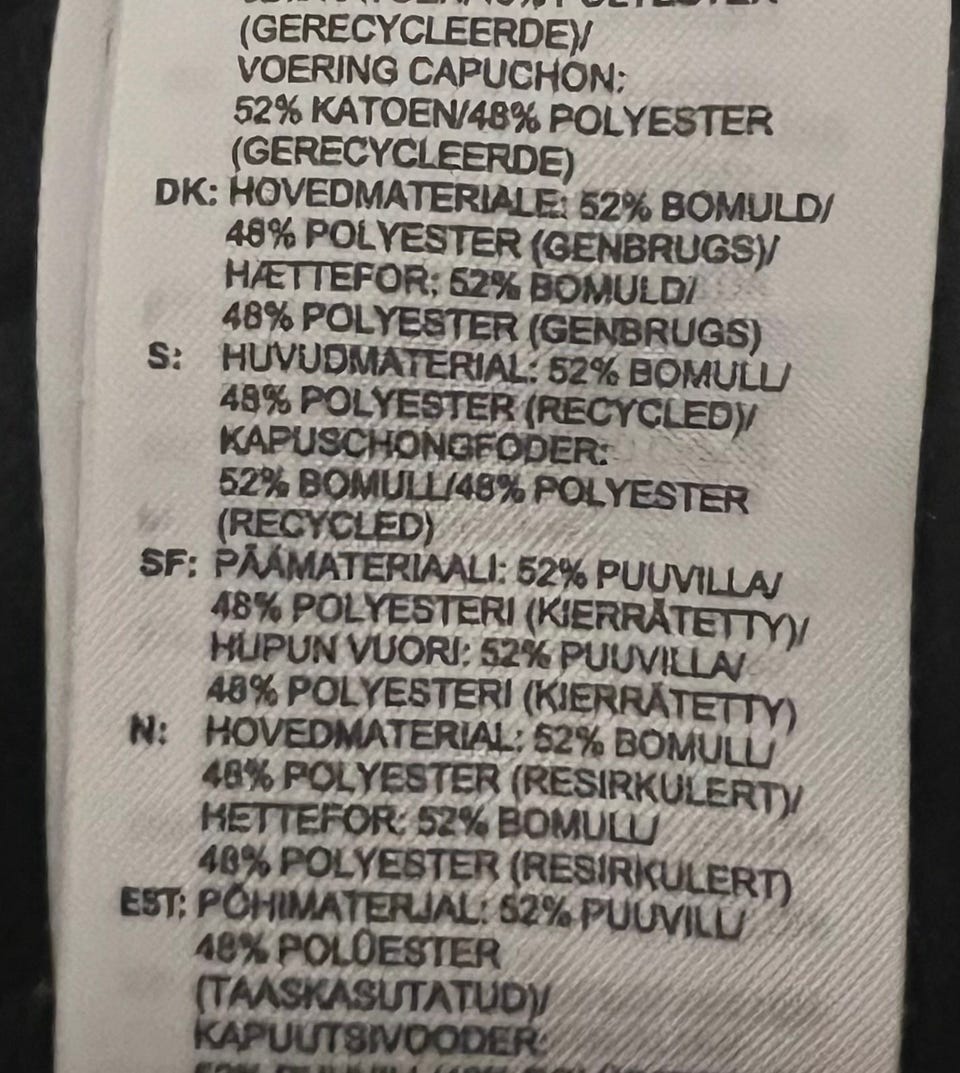 (GERECYCLEERDE)/
VOERING CAPUCHON:
52% KATOEN/48% POLYESTER
(GERECYCLEERDE)
DK: HOVEDMATERIALE: 52% BOMULD/
48% POLYESTER (GENBRUGS)/
HÆTTEFOR: 52% BOMULD/
48% POLYESTER (GENBRUGS)
S: HUVUDMATERIAL: 52% BOMULL/
48% POLYESTER (RECYCLED)/
KAPUSCHONGFODER:
52% BOMULL/48% POLYESTER
(RECYCLED)
SF: PÄÄMATERIAALI: 52% PUUVILLA/
48% POLYESTERI (KIERRÄTETTY)/
HUPUN VUORI: 52% PUUVILLA/
48% POLYESTERI (KIERRÄTETTY)
N: HOVEDMATERIAL: 52% BOMULL/
48% POLYESTER (RESIRKULERT)/
HETTEFOR: 52% BOMULL/
48% POLYESTER (RESIRKULERT)
EST: PÕHIMATERJAL: 52% PUUVILL/
48% POLÜESTER
(TAASKASUTATUD)/
KAPUUTSIVOODER: